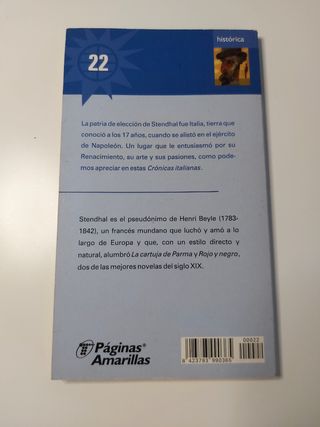 histórica
22
La patria de elección de Stendhal fue Italia, tierra que
conoció a los 17 años, cuando se alistó en el ejército
de Napoleón. Un lugar que le entusiasmó por su
Renacimiento, su arte y sus pasiones, como pode-
mos apreciar en estas Crónicas italianas.
Stendhal es el pseudónimo de Henri Beyle (1783-
1842), un francés mundano que luchó y amó a lo
largo de Europa y que, con un estilo directo y
natural, alumbró La cartuja de Parma y Rojo y negro,
dos de las mejores novelas del siglo XIX.
Páginas®
Amarillas
00022
8 423793 990385